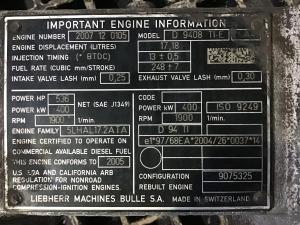 IMPORTANT ENGINE INFORMATION
ENGINE NUMBER 2007 12 0105 MODEL D 9408 TI-E
ENGINE DISPLACEMENT (LITRES) 17,18
INJECTION TIMING (° BTDC) 13 ± 0,5
FUEL RATE (CUBIC mm/STROKE) 248 ± 7
INTAKE VALVE LASH (mm) 0,25 EXHAUST VALVE LASH (mm) 0,30
POWER HP 536 CODE
POWER kW 400 NET (SAE J1349) POWER kW 400 ISO 9249
RPM 1900 (/min) RPM 1900 (/min)
ENGINE FAMILY 5LHAL17.2ATA D 94 TI
ENGINE CERTIFIED TO OPERATE ON e1*97/68EA*2004/26*0037*14
COMMERCIAL AVAILABLE DIESEL FUEL
THIS ENGINE CONFORMS TO 2005
U.S. EPA AND CALIFORNIA ARB
REGULATION FOR NONROAD CONFIGURATION 9075325
COMPRESSION-IGNITION ENGINES. REBUILT ENGINE
LIEBHERR MACHINES BULLE S.A. MADE IN SWITZERLAND